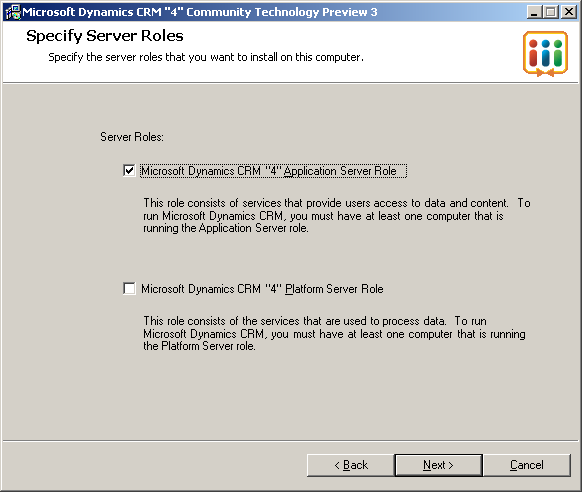 Microsoft Dynamics CRM "4" Community Technology Preview 3
Specify Server Roles
Specify the server roles that you want to install on this computer.
Server Roles:
Microsoft Dynamics CRM "4" Application Server Role
This role consists of services that provide users access to data and content. To
run Microsoft Dynamics CRM, you must have at least one computer that is
running the Application Server role.
Microsoft Dynamics CRM "4" Platform Server Role
This role consists of the services that are used to process data. To run
Microsoft Dynamics CRM, you must have at least one computer that is running
the Platform Server role.
< Back
Next >
Cancel